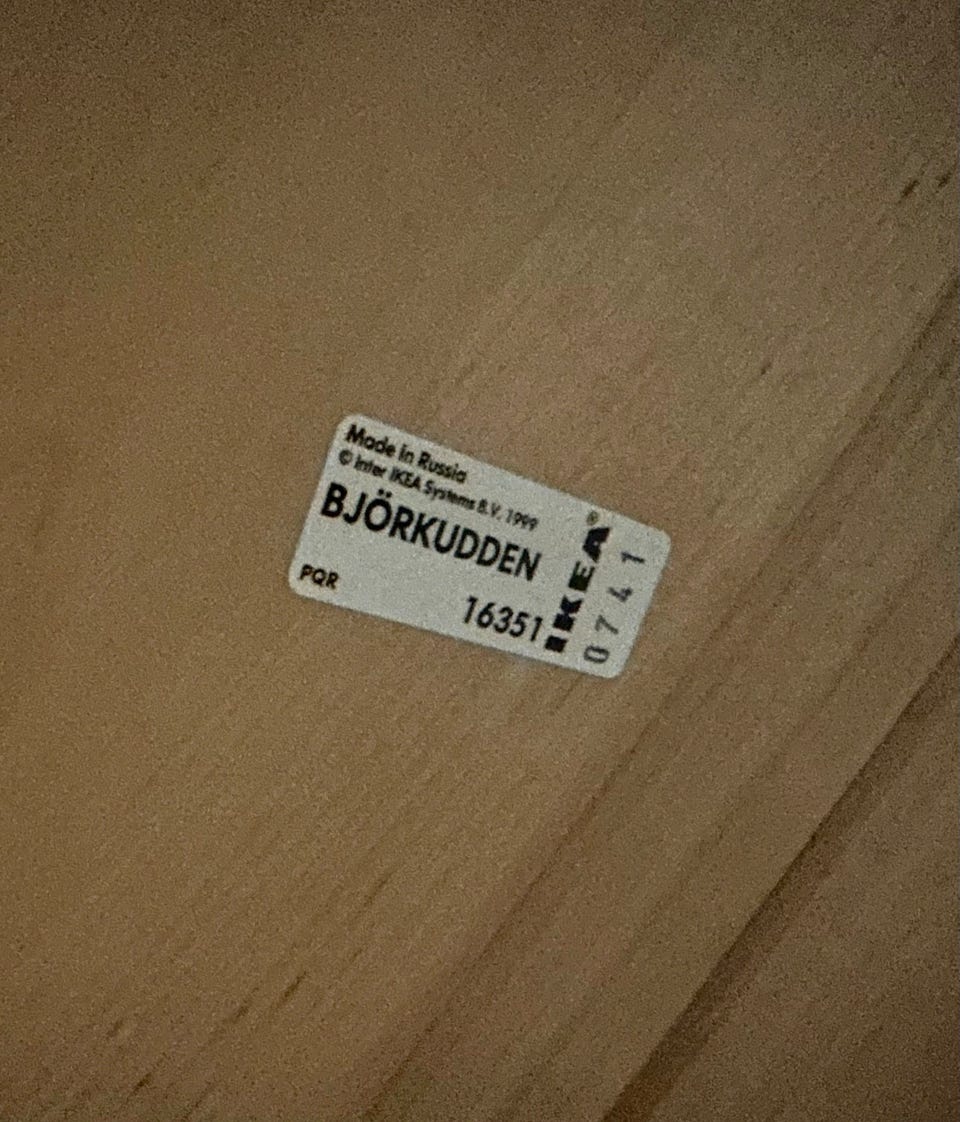 Made in Russia
© Inter IKEA Systems B.V. 1999
BJÖRKUDDEN
PQR
16351
IKEA®
0741